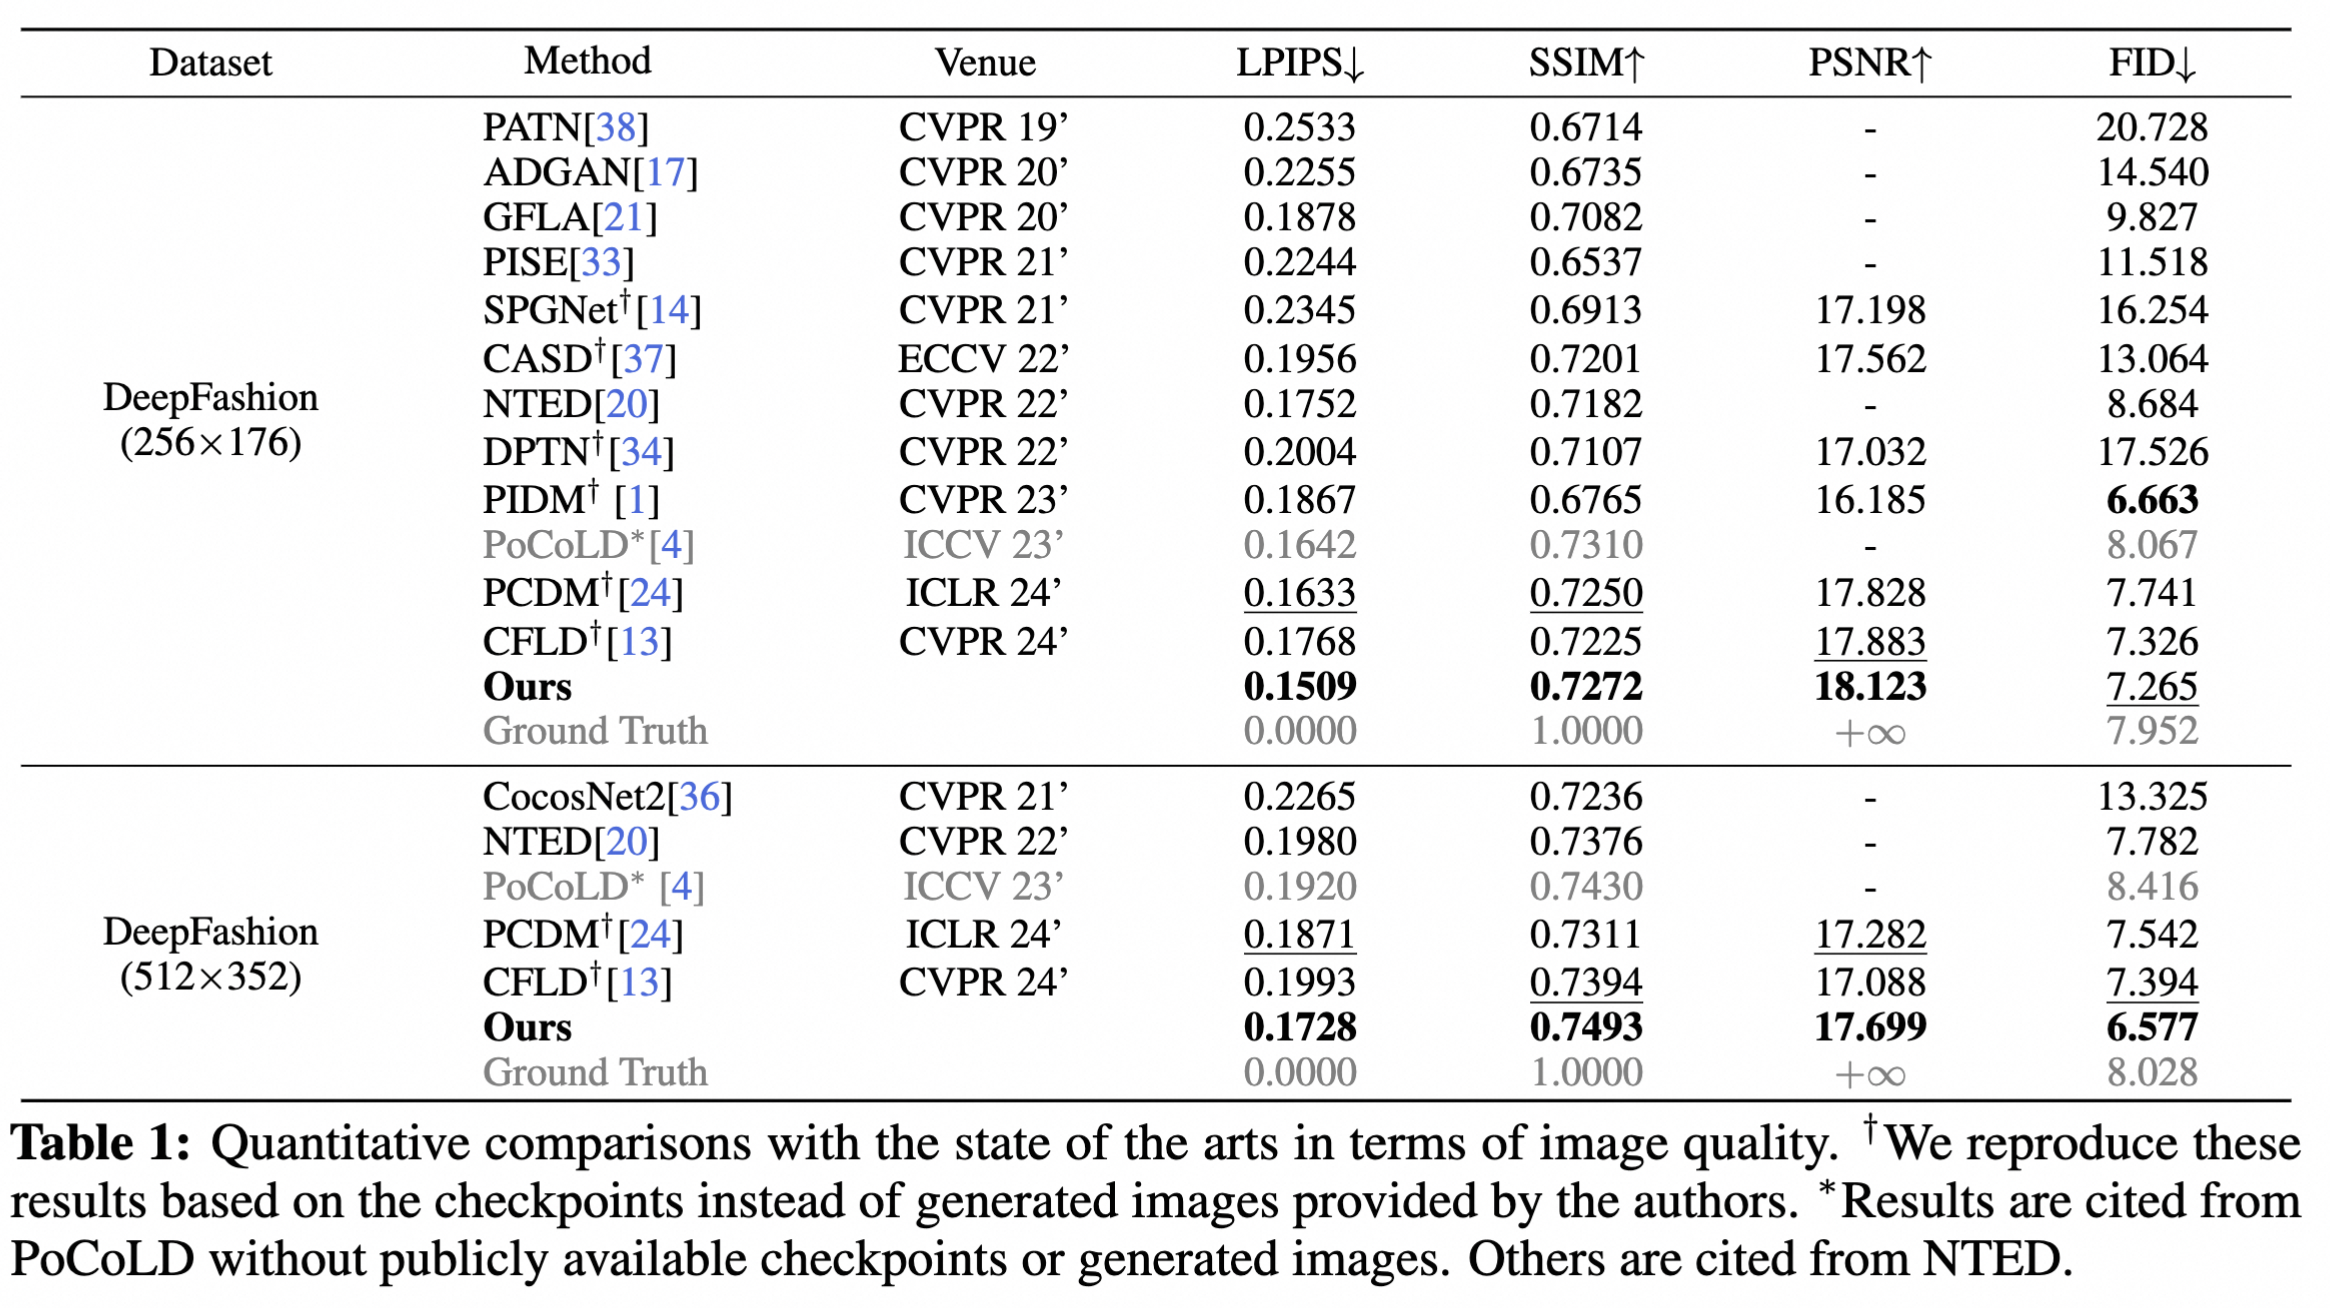 Dataset Method Venue LPIPS↓ SSIM↑ PSNR↑ FID↓
DeepFashion (256×176)
PATN[38] CVPR 19’ 0.2533 0.6714 - 20.728
ADGAN[17] CVPR 20’ 0.2255 0.6735 - 14.540
GFLA[21] CVPR 20’ 0.1878 0.7082 - 9.827
PISE[33] CVPR 21’ 0.2244 0.6537 - 11.518
SPGNet†[14] CVPR 21’ 0.2345 0.6913 17.198 16.254
CASD†[37] ECCV 22’ 0.1956 0.7201 17.562 13.064
NTED[20] CVPR 22’ 0.1752 0.7182 - 8.684
DPTN†[34] CVPR 22’ 0.2004 0.7107 17.032 17.526
PIDM† [1] CVPR 23’ 0.1867 0.6765 16.185 6.663
PoCoLD*[4] ICCV 23’ 0.1642 0.7310 - 8.067
PCDM†[24] ICLR 24’ 0.1633 0.7250 17.828 7.741
CFLD†[13] CVPR 24’ 0.1768 0.7225 17.883 7.326
Ours 0.1509 0.7272 18.123 7.265
Ground Truth 0.0000 1.0000 +∞ 7.952
DeepFashion (512×352)
CocosNet2[36] CVPR 21’ 0.2265 0.7236 - 13.325
NTED[20] CVPR 22’ 0.1980 0.7376 - 7.782
PoCoLD* [4] ICCV 23’ 0.1920 0.7430 - 8.416
PCDM†[24] ICLR 24’ 0.1871 0.7311 17.282 7.542
CFLD†[13] CVPR 24’ 0.1993 0.7394 17.088 7.394
Ours 0.1728 0.7493 17.699 6.577
Ground Truth 0.0000 1.0000 +∞ 8.028
Table 1: Quantitative comparisons with the state of the arts in terms of image quality. †We reproduce these
results based on the checkpoints instead of generated images provided by the authors. *Results are cited from
PoCoLD without publicly available checkpoints or generated images. Others are cited from NTED.